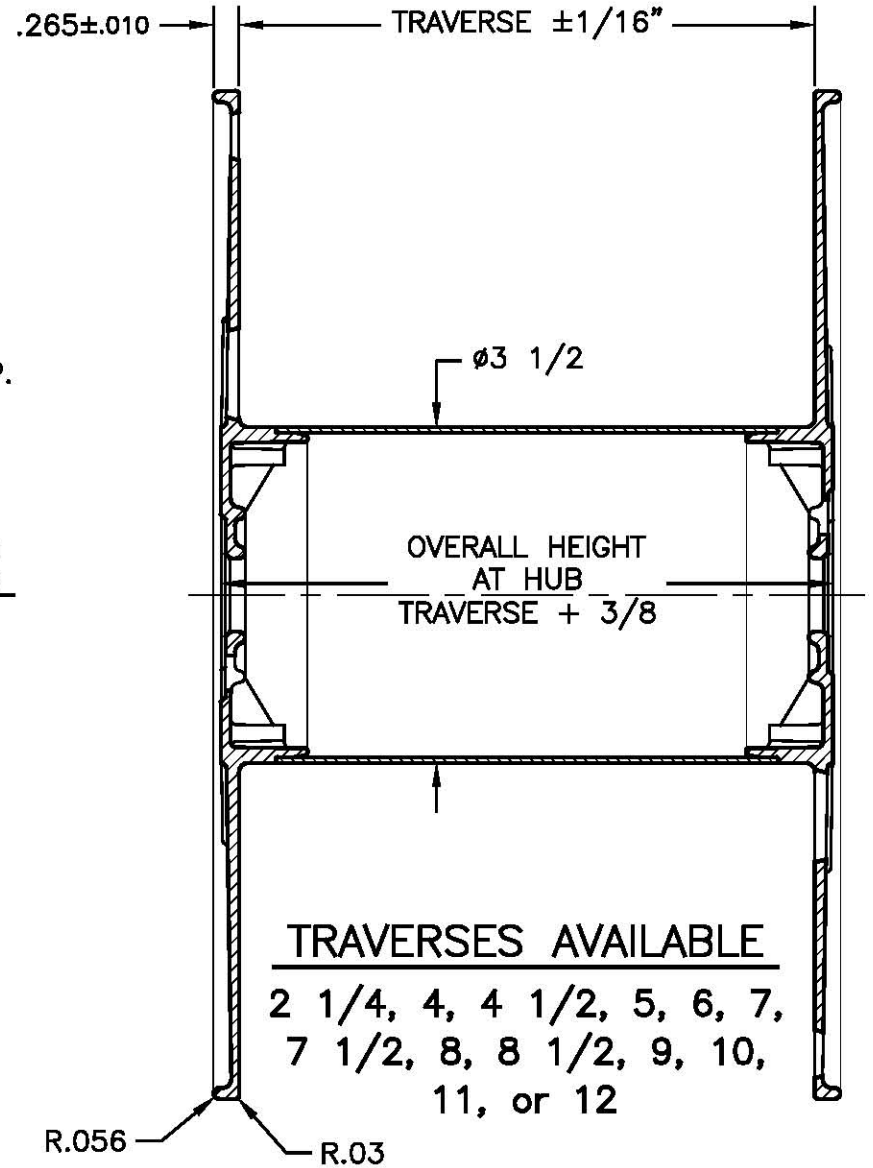 .265±.010
TRAVERSE ±1/16"
P.
ø3 1/2
OVERALL HEIGHT
AT HUB
TRAVERSE + 3/8
TRAVERSES AVAILABLE
2 1/4, 4, 4 1/2, 5, 6, 7,
7 1/2, 8, 8 1/2, 9, 10,
11, or 12
R.056
R.03